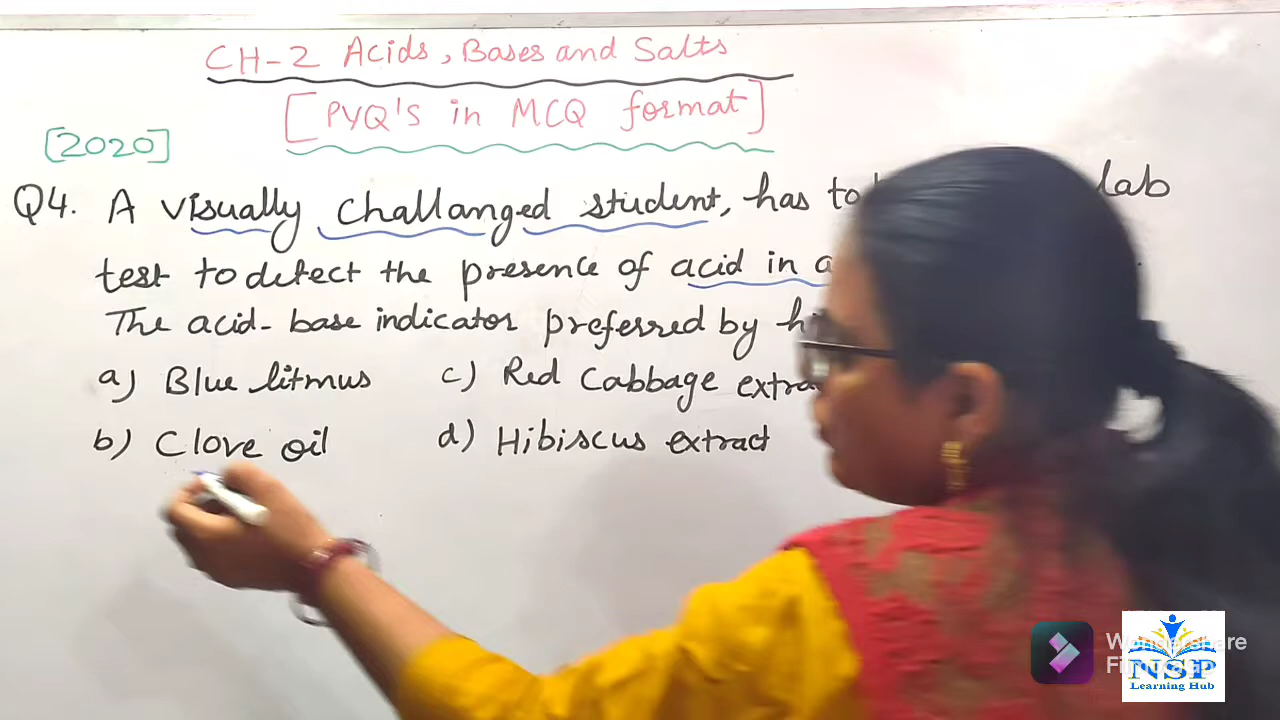 CH-2 Acids, Bases and Salts
[PYQ's in MCQ format]
[2020]
Q4. A visually challanged student, has to lab
test to detect the presence of acid in a
The acid-base indicator preferred by h
a) Blue litmus c) Red Cabbage extra
b) Clove oil d) Hibiscus extract
Wondershare
NSP
Learning Hub